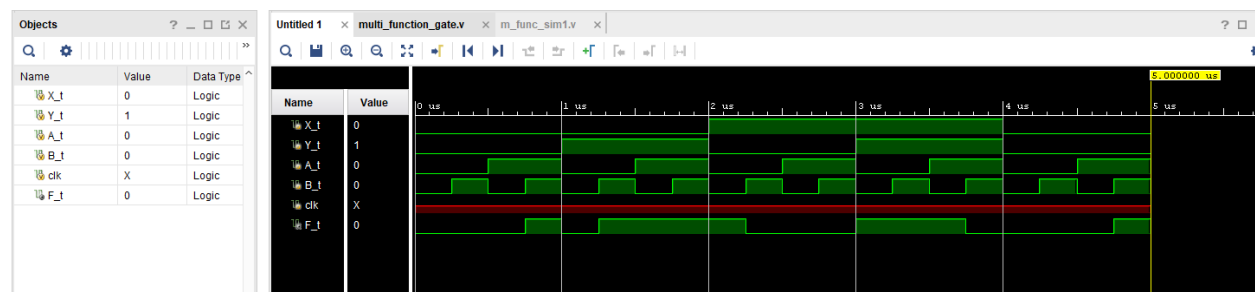 Objects
? _ □ X
»
Name Value Data Type
X_t 0 Logic
Y_t 1 Logic
A_t 0 Logic
B_t 0 Logic
clk X Logic
F_t 0 Logic
Untitled 1 × multi_function_gate.v × m_func_sim1.v ×
?
5.000000 us
Name Value
0 us 1 us 2 us 3 us 4 us 5 us
X_t 0
Y_t 1
A_t 0
B_t 0
clk X
F_t 0